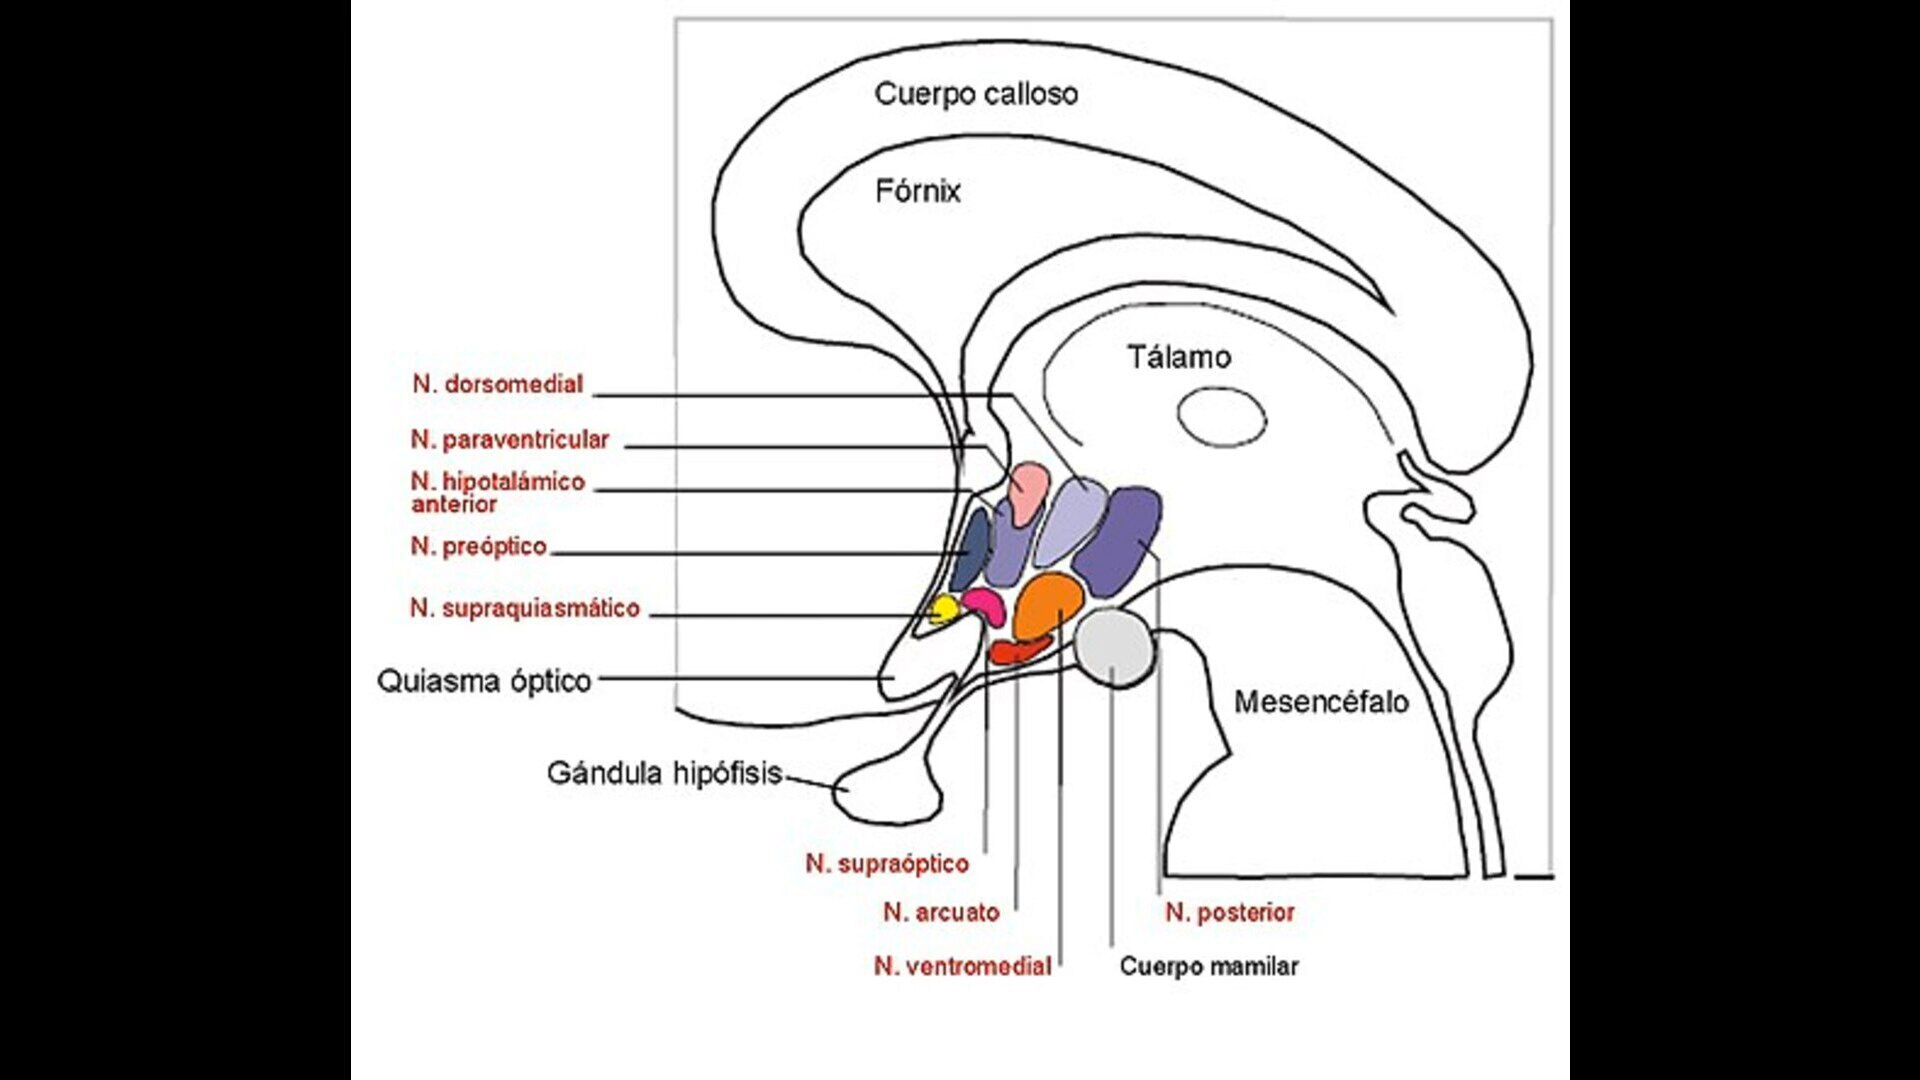 Cuerpo calloso
Fórnix
Tálamo
N. dorsomedial
N. paraventricular
N. hipotalámico
anterior
N. preóptico
N. supraquiasmático
Quiasma óptico
Mesencéfalo
Gándula hipófisis
N. supraóptico
N. arcuato
N. posterior
N. ventromedial
Cuerpo mamilar